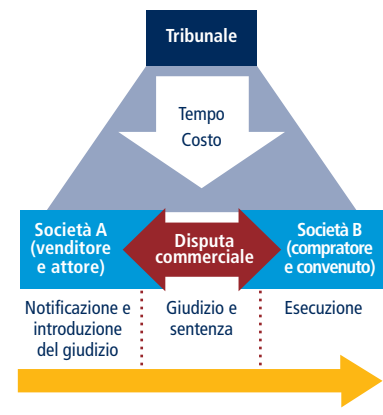 Tribunale
Tempo
Costo
Società A
(venditore
e attore)
Disputa
commerciale
Società B
(compratore
e convenuto)
Notificazione e
introduzione
del giudizio
Giudizio e
sentenza
Esecuzione